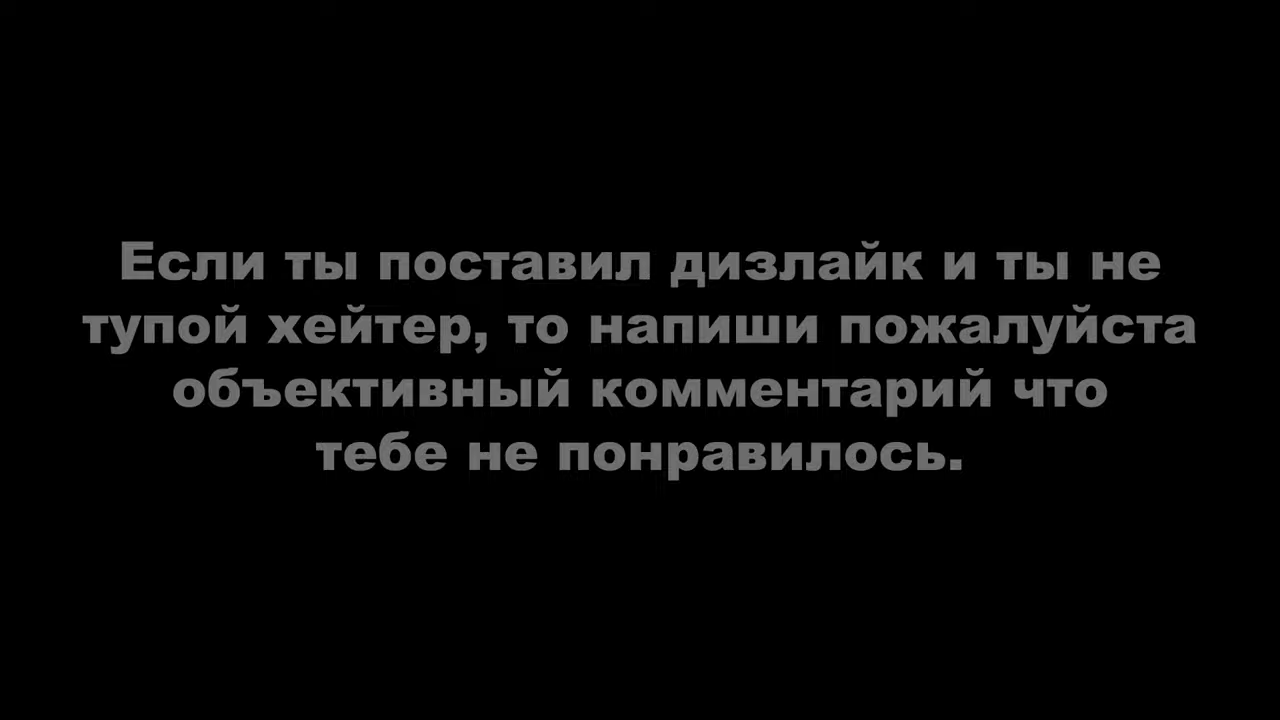 Если ты поставил дизлайк и ты не
тупой хейтер, то напиши пожалуйста
объективный комментарий что
тебе не понравилось.